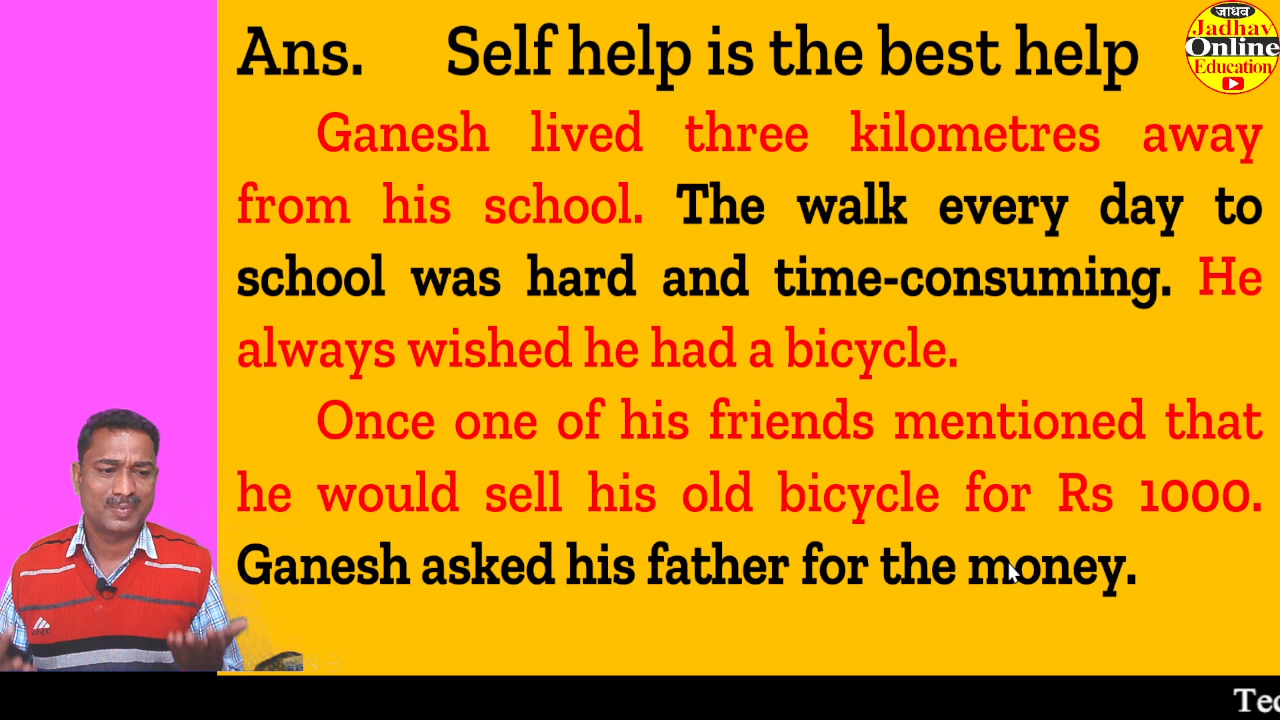 Ans. Self help is the best help
जाधव
Jadhav
Online
Education
Ganesh lived three kilometres away
from his school. The walk every day to
school was hard and time-consuming. He
always wished he had a bicycle.
Once one of his friends mentioned that
he would sell his old bicycle for Rs 1000.
Ganesh asked his father for the money.